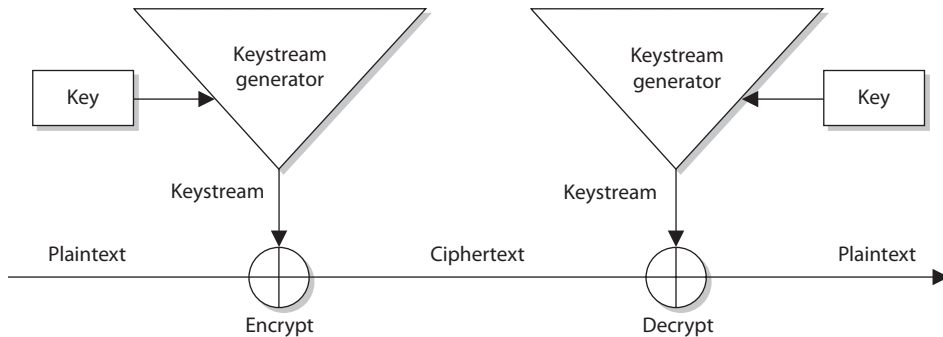 Keystream
generator
Key
Keystream
generator
Key
Keystream
Keystream
Plaintext
Ciphertext
Plaintext
Encrypt
Decrypt